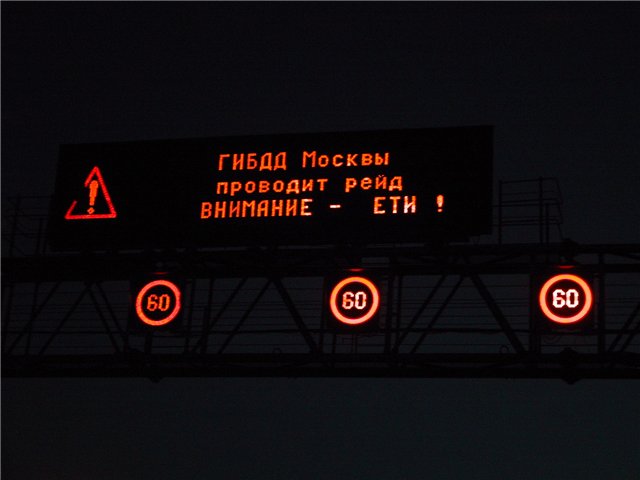 ГИБДД Москвы
проводит рейд
ВНИМАНИЕ - ЕТИ !
60 60 60